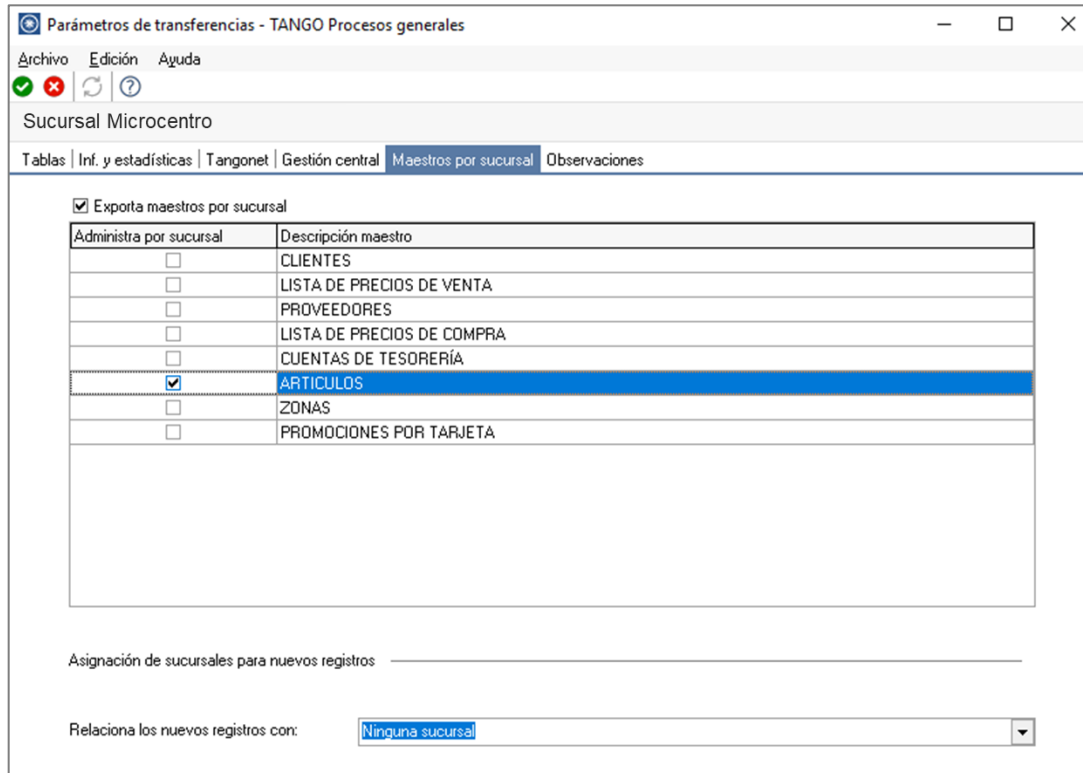 Parámetros de transferencias - TANGO Procesos generales
Archivo Edición Ayuda
Sucursal Microcentro
Tablas Inf. y estadísticas Tangonet Gestión central Maestros por sucursal Observaciones
Exporta maestros por sucursal
Administra por sucursal Descripción maestro
CLIENTES
LISTA DE PRECIOS DE VENTA
PROVEEDORES
LISTA DE PRECIOS DE COMPRA
CUENTAS DE TESORERÍA
ARTICULOS
ZONAS
PROMOCIONES POR TARJETA
Asignación de sucursales para nuevos registros
Relaciona los nuevos registros con: Ninguna sucursal